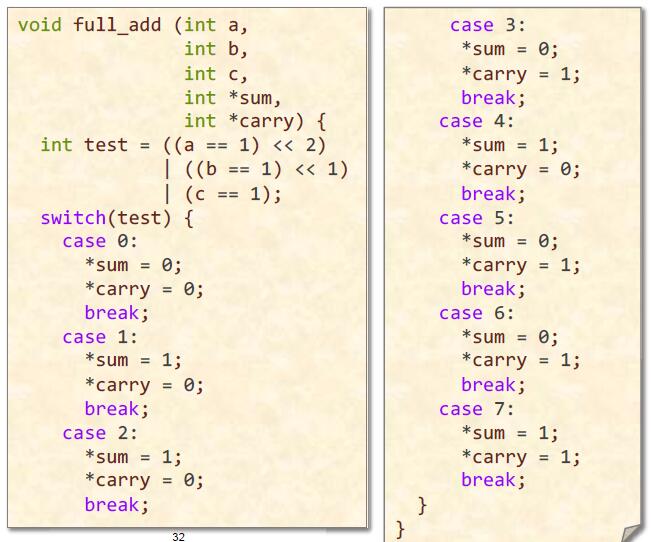 void full_add (int a,
int b,
int c,
int *sum,
int *carry) {
int test = ((a == 1) << 2)
| ((b == 1) << 1)
| (c == 1);
switch(test) {
case 0:
*sum = 0;
*carry = 0;
break;
case 1:
*sum = 1;
*carry = 0;
break;
case 2:
*sum = 1;
*carry = 0;
break;
32
case 3:
*sum = 0;
*carry = 1;
break;
case 4:
*sum = 1;
*carry = 0;
break;
case 5:
*sum = 0;
*carry = 1;
break;
case 6:
*sum = 0;
*carry = 1;
break;
case 7:
*sum = 1;
*carry = 1;
break;
}
}